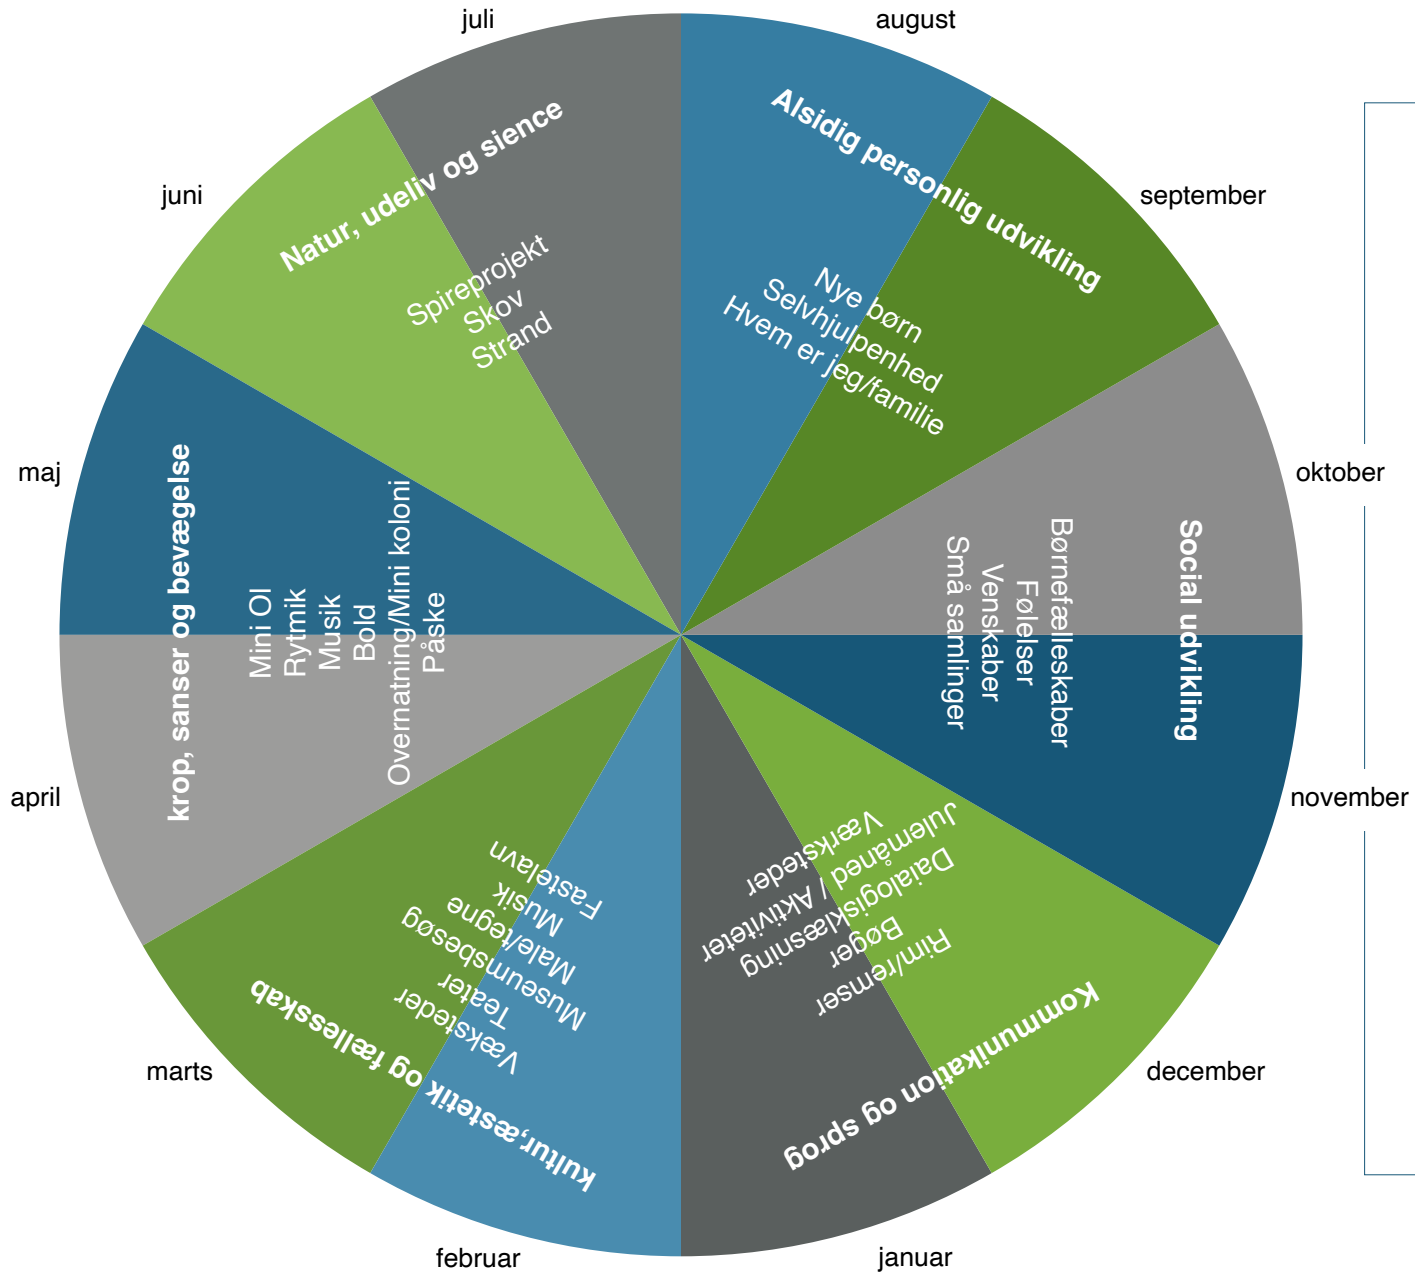 august
Alsidig personlig udvikling
Nye børn
Selvhjulpenhed
Hvem er jeg/familie
september
oktober
Social udvikling
Børnefælleskaber
Følelser
Venskaber
Små samlinger
november
december
Kommunikation og sprog
Rim/remser
Bøger
Daialogisklæsning
Julemåned / Aktiviteter
Værksteder
januar
februar
kultur,æstetik og fællesskab
Væksteder
Teater
Museumsbesøg
Male/tegne
Musik
Fastelavn
marts
april
krop, sanser og bevægelse
Mini Ol
Rytmik
Musik
Bold
Overnatning/Mini koloni
Påske
maj
juni
Natur, udeliv og sience
Spireprojekt
Skov
Strand
juli